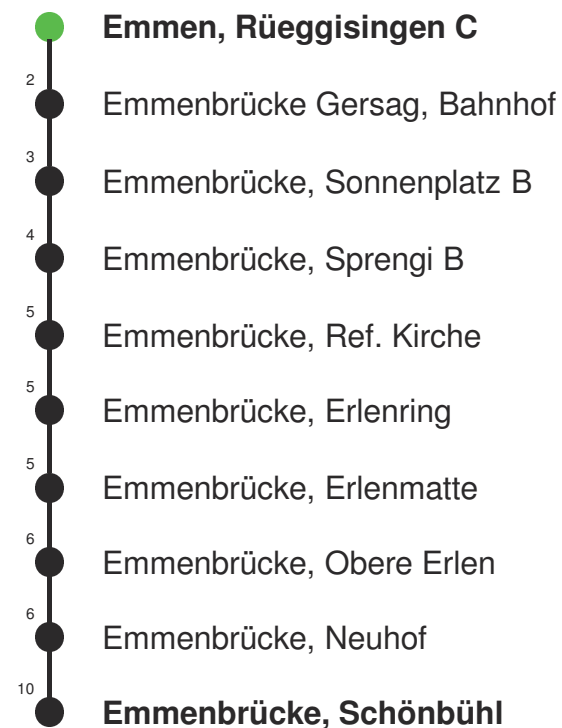 Emmen, Rüeggisingen C
2
Emmenbrücke Gersag, Bahnhof
3
Emmenbrücke, Sonnenplatz B
4
Emmenbrücke, Sprengi B
5
Emmenbrücke, Ref. Kirche
5
Emmenbrücke, Erlenring
5
Emmenbrücke, Erlenmatte
6
Emmenbrücke, Obere Erlen
6
Emmenbrücke, Neuhof
10
Emmenbrücke, Schönbühl